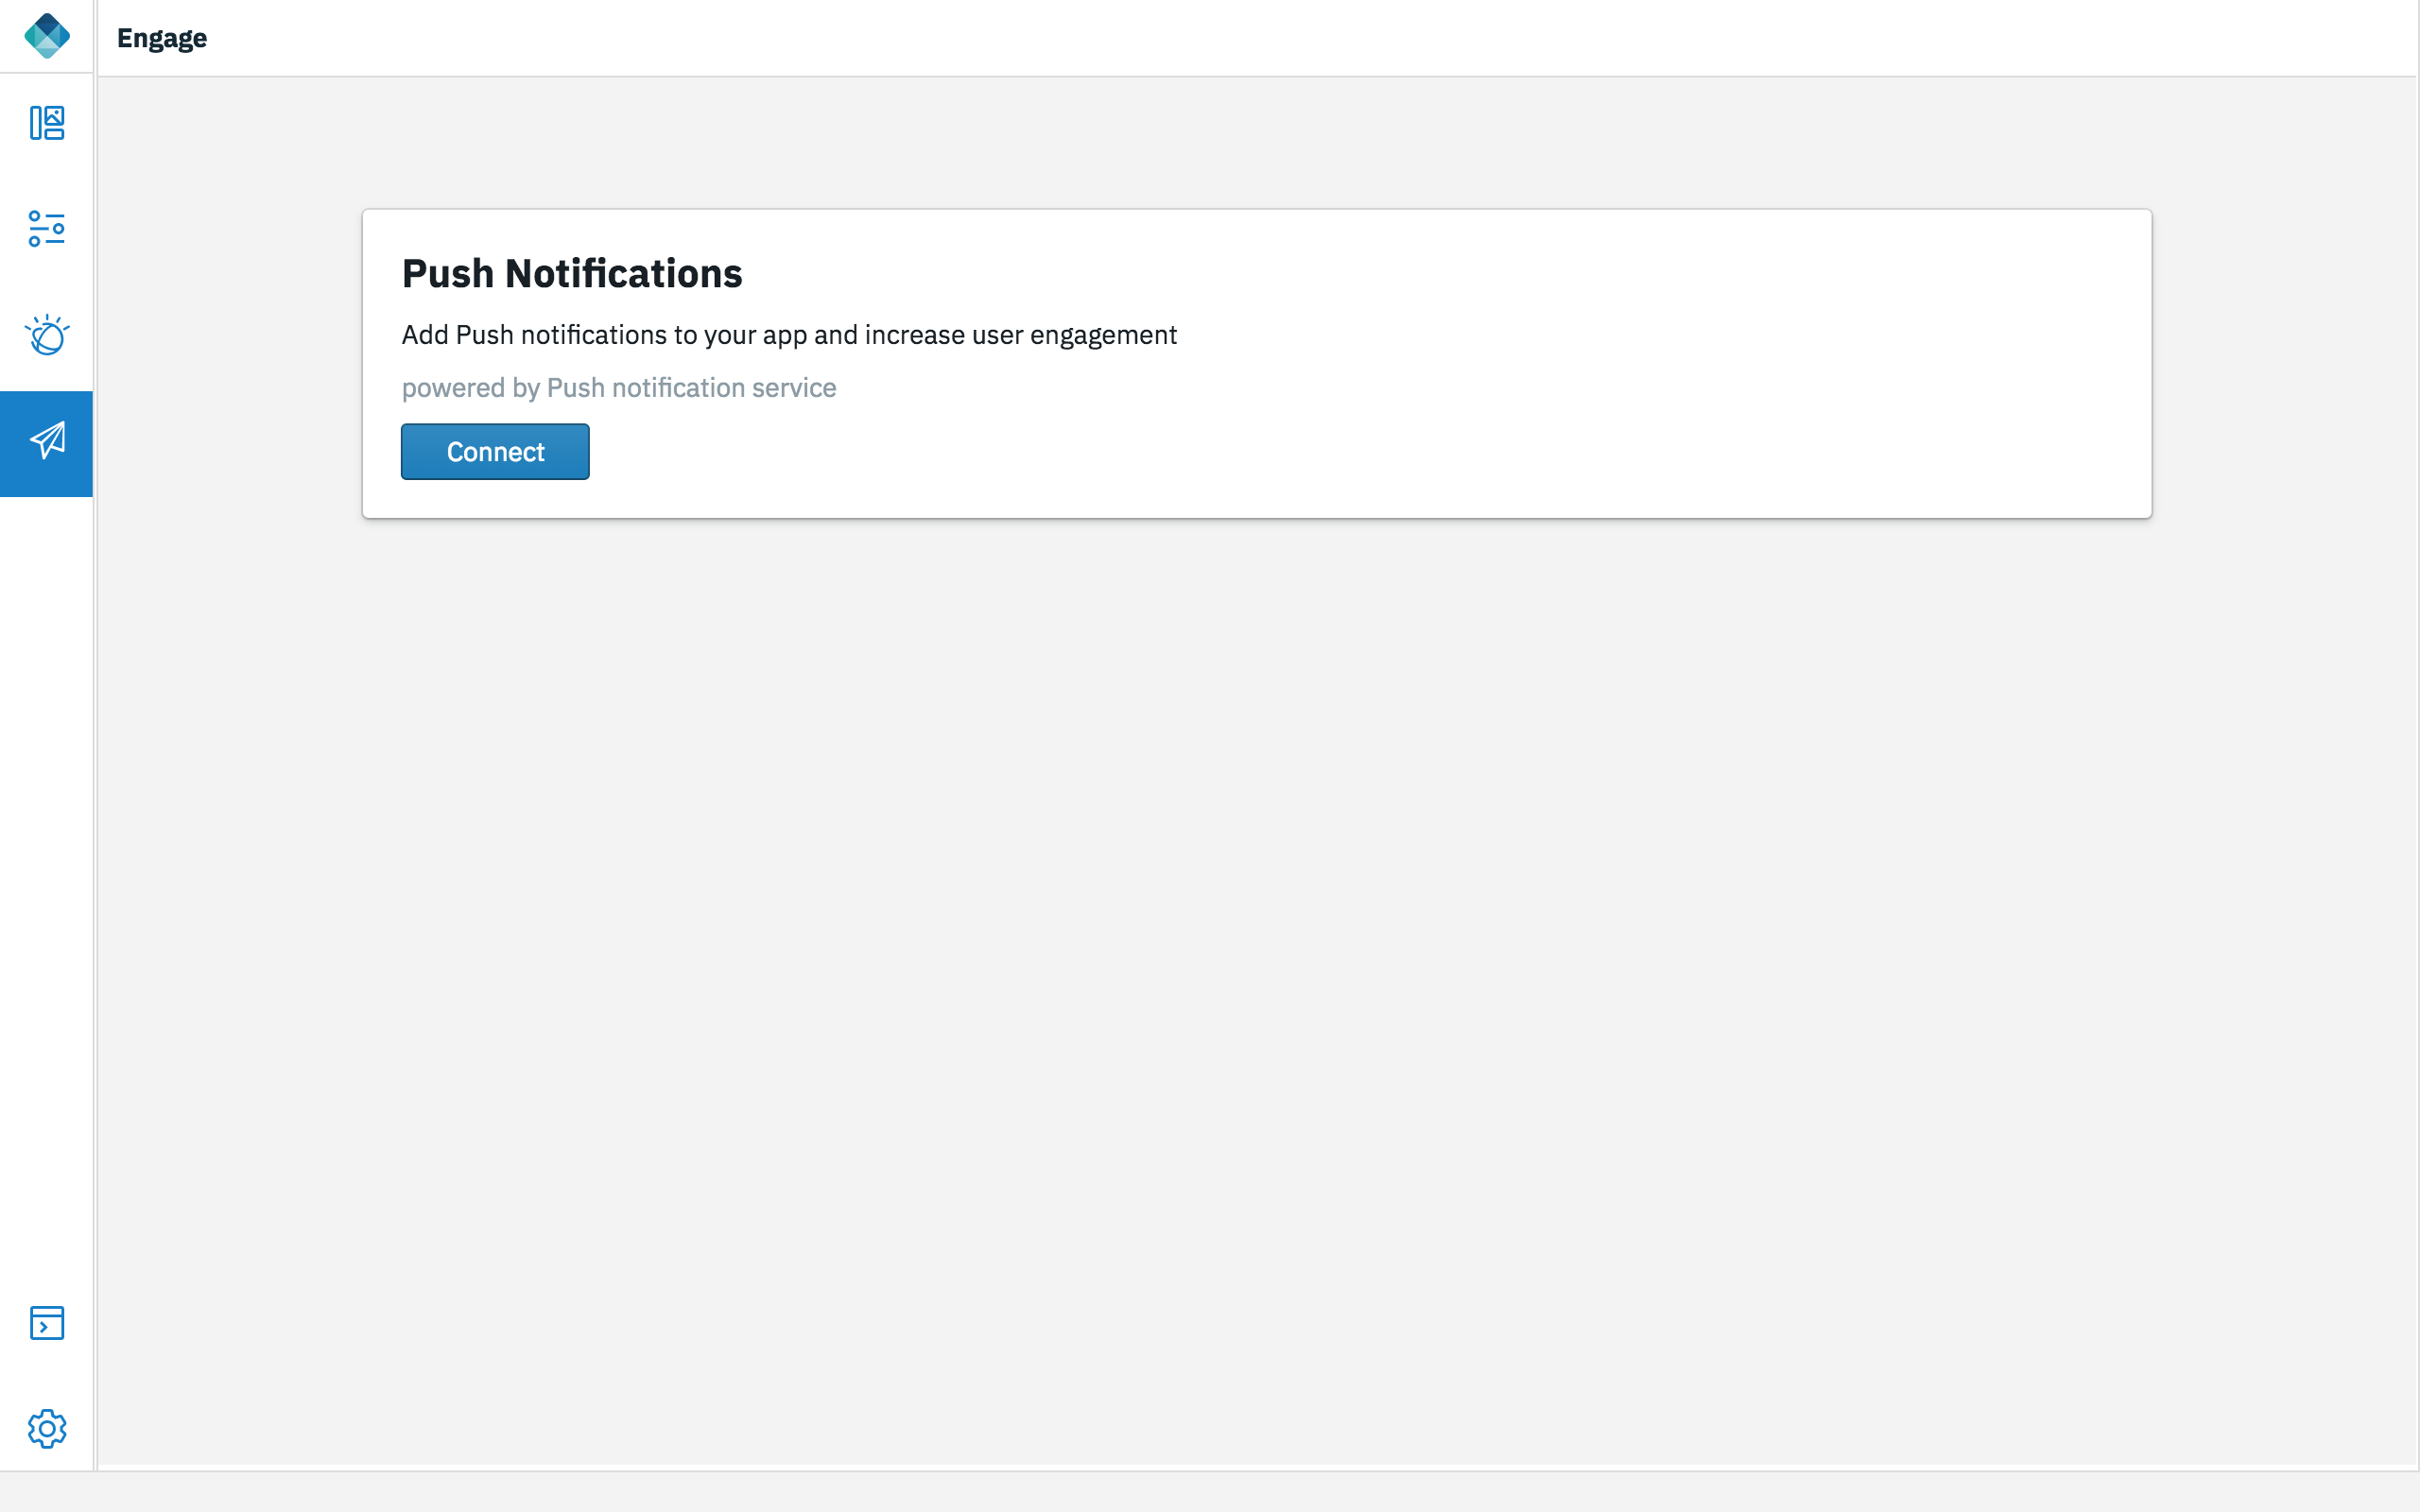 Engage
Push Notifications
Add Push notifications to your app and increase user engagement
powered by Push notification service
Connect